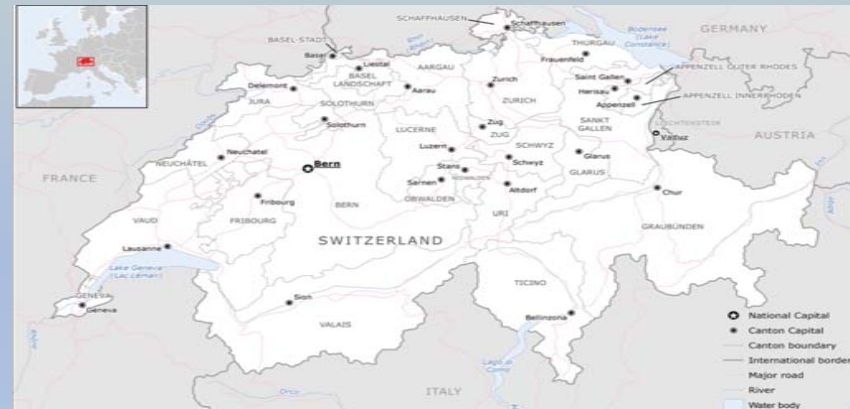 SCHAFFHAUSEN
Schaffhausen
GERMANY
Bodensee
(Lake
Constance)
BASEL-STADT
THURGAU
Basel
Liestal
Frauenfeld
AARGAU
BASEL
LANDSCHAFT
Delemont
Aarau
Zurich
Saint Gallen
APPENZELL OUTER RHODES
Herisau
Appenzell
APPENZELL INNERRHODEN
JURA
SOLOTHURN
ZURICH
Solothurn
LUCERNE
Zug
ZUG
SANKT
GALLEN
LIECHTENSTEIN
Vaduz
AUSTRIA
Neuchatel
NEUCHÂTEL
Bern
Luzern
SCHWYZ
Stans
Schwyz
Glarus
GLARUS
FRANCE
Sarnen
NIDWALDEN
OBWALDEN
Altdorf
Chur
Fribourg
BERN
URI
VAUD
FRIBOURG
GRAUBÜNDEN
Lausanne
SWITZERLAND
Lake Geneva
(Lac Léman)
TICINO
GENEVA
Geneva
Sion
VALAIS
Bellinzona
Lago di
Como
ITALY
National Capital
Canton Capital
Canton boundary
International border
Major road
River
Water body